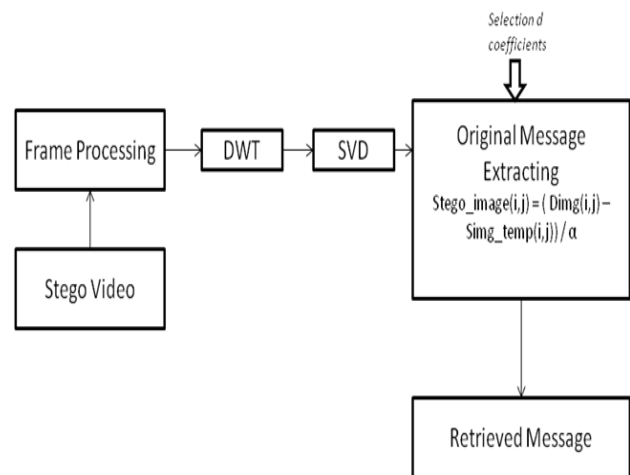 Selection d
coefficients
Frame Processing
DWT
SVD
Original Message
Extracting
Stego_image(i,j) = ( Dimg(i,j) –
Simg_temp(i,j)) / α
Stego Video
Retrieved Message